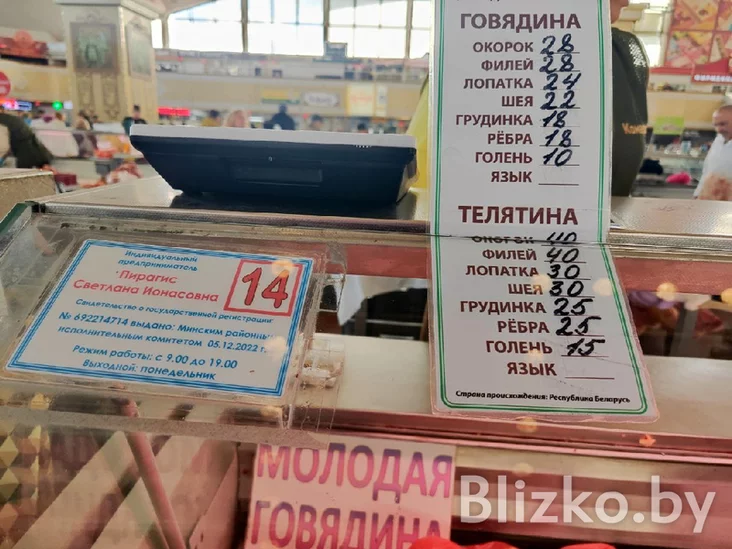 ГОВЯДИНА
ОКОРОК 28
ФИЛЕЙ 28
ЛОПАТКА 24
ШЕЯ 22
ГРУДИНКА 18
РЁБРА 18
ГОЛЕНЬ 10
ЯЗЫК
ТЕЛЯТИНА
ОКОРОК 40
ФИЛЕЙ 40
ЛОПАТКА 30
ШЕЯ 30
ГРУДИНКА 25
РЁБРА 25
ГОЛЕНЬ 15
ЯЗЫК
Страна происхождения: Республика Беларусь
Индивидуальный
предприниматель
Пирагис
Светлана Ионасовна
14
Свидетельство о государственной регистрации
№ 692214714 выдано: Минским районным
исполнительным комитетом 05.12.2022 г.
Режим работы: с 9.00 до 19.00
Выходной: понедельник
МОЛОДАЯ
ГОВЯДИНА
Blizko.by